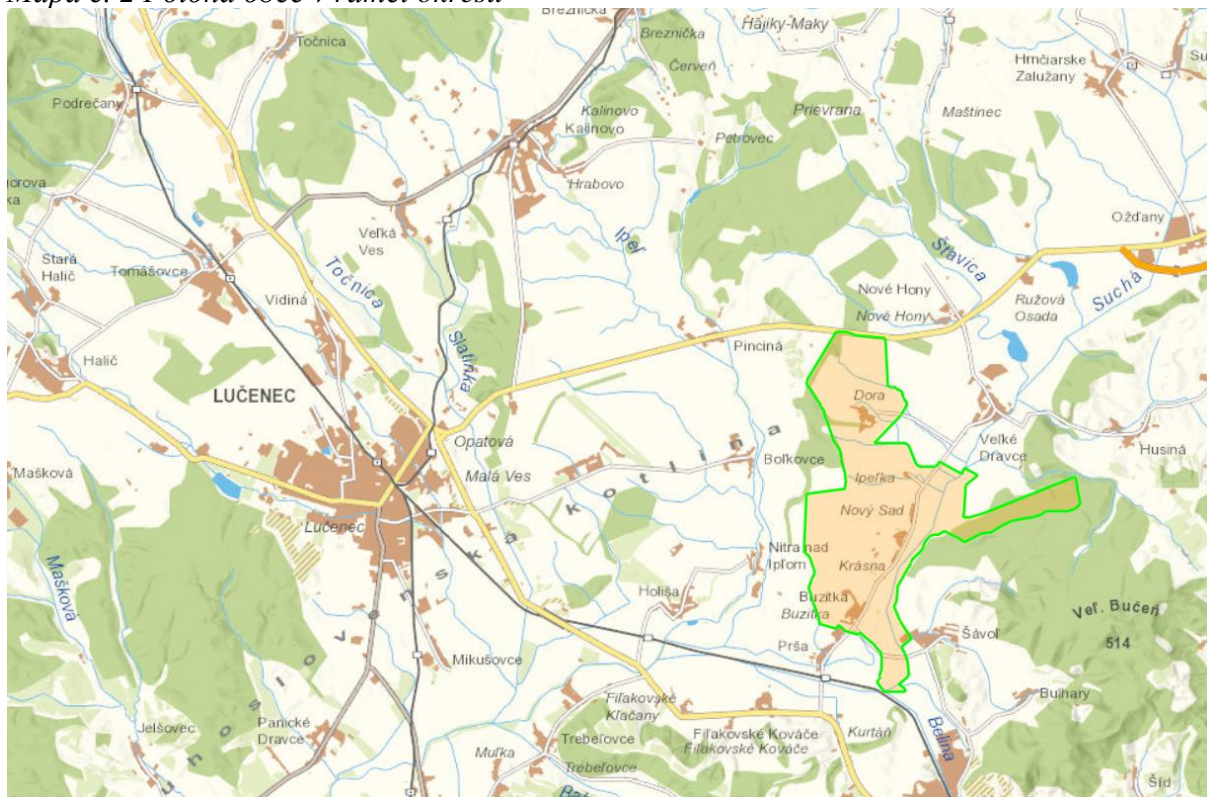 Mapa č. 2 Poloha obce v rámci okresu
Točnica
Breznička
Breznička
Hájiky-Maky
Hrnčiarske
Zalužany
Podrečany
Červeň
Kalinovo
Kalinovo
Prievrana
Maštinec
Petrovec
Hrabovo
Veľká
Ves
Ipeľ
Ožďany
Stará
Halič
Tomášovce
Točnica
Štavica
Suchá
Vidiná
Nové Hony
Nové Hony
Ružová
Osada
Slatinka
Pinciná
Halič
LUČENEC
Dora
Opatová
Veľké
Dravce
Husiná
Mašková
Malá Ves
Boľkovce
Ipeľka
Lučenec
Nový Sad
Nitra nad
Ipľom
Krásna
Mašková
Holiša
Buzitka
Buzitka
Veľ. Bučeň
514
Šávoľ
Prša
Mikušovce
Bulhary
Jelšovec
Panické
Dravce
Fiľakovské
Kľačany
Fiľakovské Kováče
Fiľakovské Kováče
Kurtáň
Belina
Muľka
Trebeľovce
Trebeľovce
Šíd